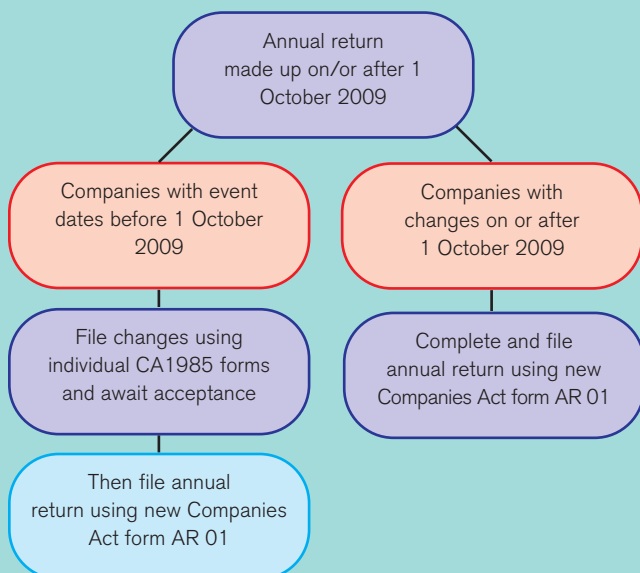 Annual return
made up on/or after 1
October 2009
Companies with event
dates before 1 October
2009
Companies with
changes on or after
1 October 2009
File changes using
individual CA1985 forms
and await acceptance
Complete and file
annual return using new
Companies Act form AR 01
Then file annual
return using new Companies
Act form AR 01